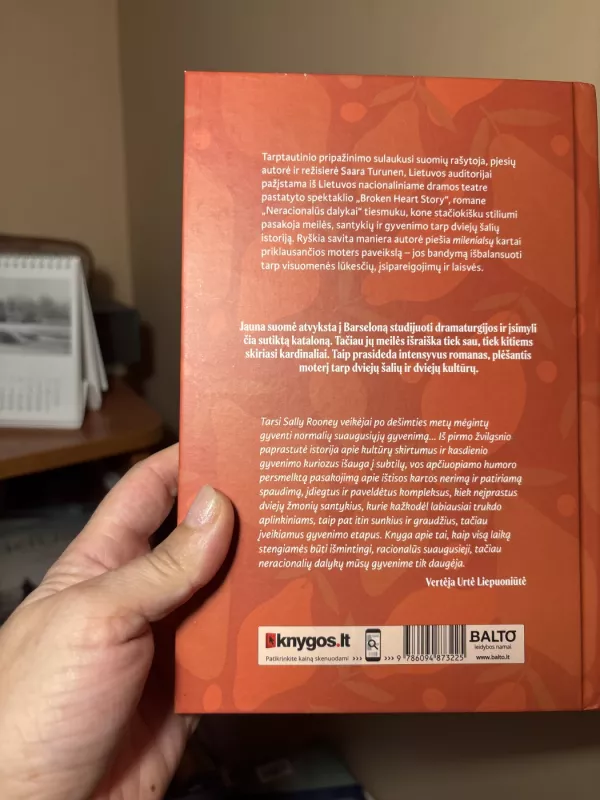 Tarptautinio pripažinimo sulaukusi suomių rašytoja, pjesių
autorė ir režisierė Saara Turunen, Lietuvos auditorijai
pažįstama iš Lietuvos nacionaliniame dramos teatre
pastatyto spektaklio „Broken Heart Story“, romane
„Neracionalūs dalykai“ tiesmuku, kone stačiokišku stiliumi
pasakoja meilės, santykių ir gyvenimo tarp dviejų šalių
istoriją. Ryškia savita maniera autorė piešia milenialsų kartai
priklausančios moters paveikslą – jos bandymą išbalansuoti
tarp visuomenės lūkesčių, įsipareigojimų ir laisvės.
Jauna suomė atvyksta į Barseloną studijuoti dramaturgijos ir įsimyli
čia sutiktą kataloną. Tačiau jų meilės išraiška tiek sau, tiek kitiems
skiriasi kardinaliai. Taip prasideda intensyvus romanas, plėšantis
moterį tarp dviejų šalių ir dviejų kultūrų.
Tarsi Sally Rooney veikėjai po dešimties metų mėgintų
gyventi normalių suaugusiųjų gyvenimą... Iš pirmo žvilgsnio
paprastutė istorija apie kultūrų skirtumus ir kasdienio
gyvenimo kuriozus išauga į subtilų, vos apčiuopiamo humoro
persmelktą pasakojimą apie ištisos kartos nerimą ir patiriamą
spaudimą, įdiegtus ir paveldėtus kompleksus, kiek neįprastus
dviejų žmonių santykius, kurie kažkodėl labiausiai trukdo
aplinkiniams, taip pat itin sunkius ir graudžius, tačiau
įveikiamus gyvenimo etapus. Knyga apie tai, kaip visą laiką
stengiamės būti išmintingi, racionalūs suaugusieji, tačiau
neracionalių dalykų mūsų gyvenime tik daugėja.
Vertėja Urtė Liepuoniūtė
knygos.lt
Patikrinkite kainą skenuodami >>> >>>
9 786094 873225
BALTO
leidybos namai
www.balto.lt